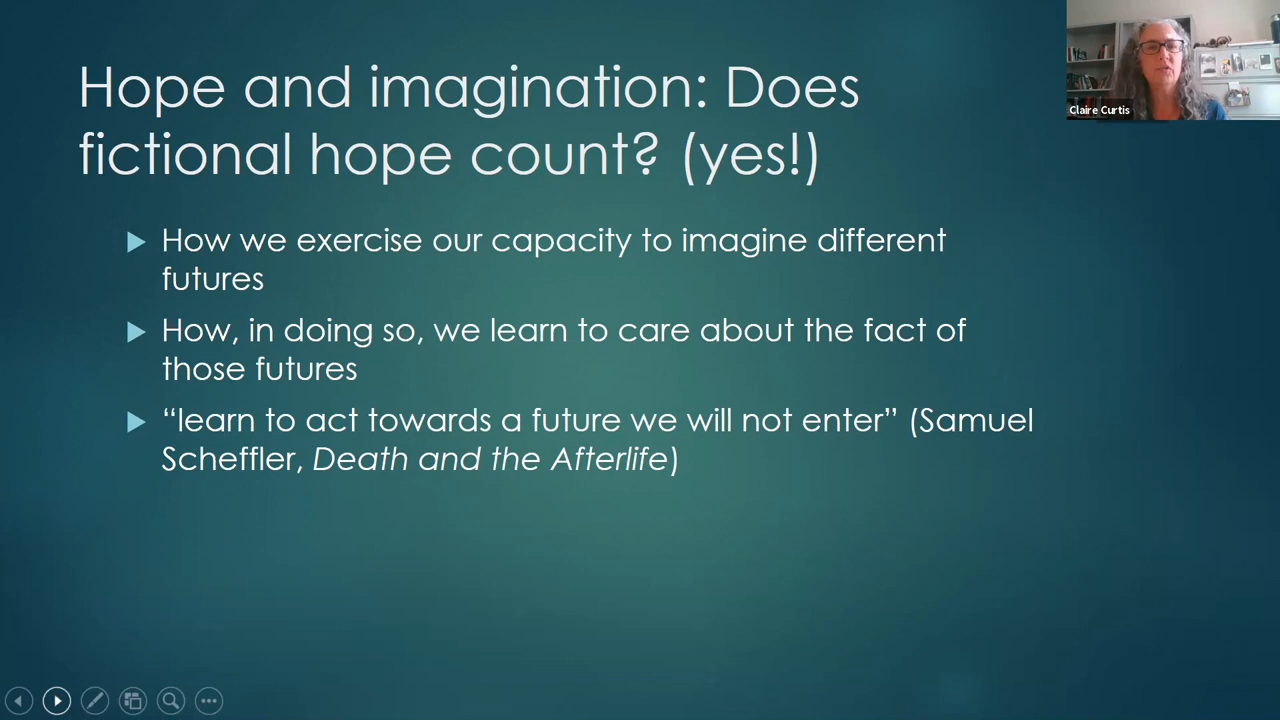 Hope and imagination: Does
fictional hope count? (yes!)
Claire Curtis
How we exercise our capacity to imagine different
futures
How, in doing so, we learn to care about the fact of
those futures
“learn to act towards a future we will not enter” (Samuel
Scheffler, Death and the Afterlife)